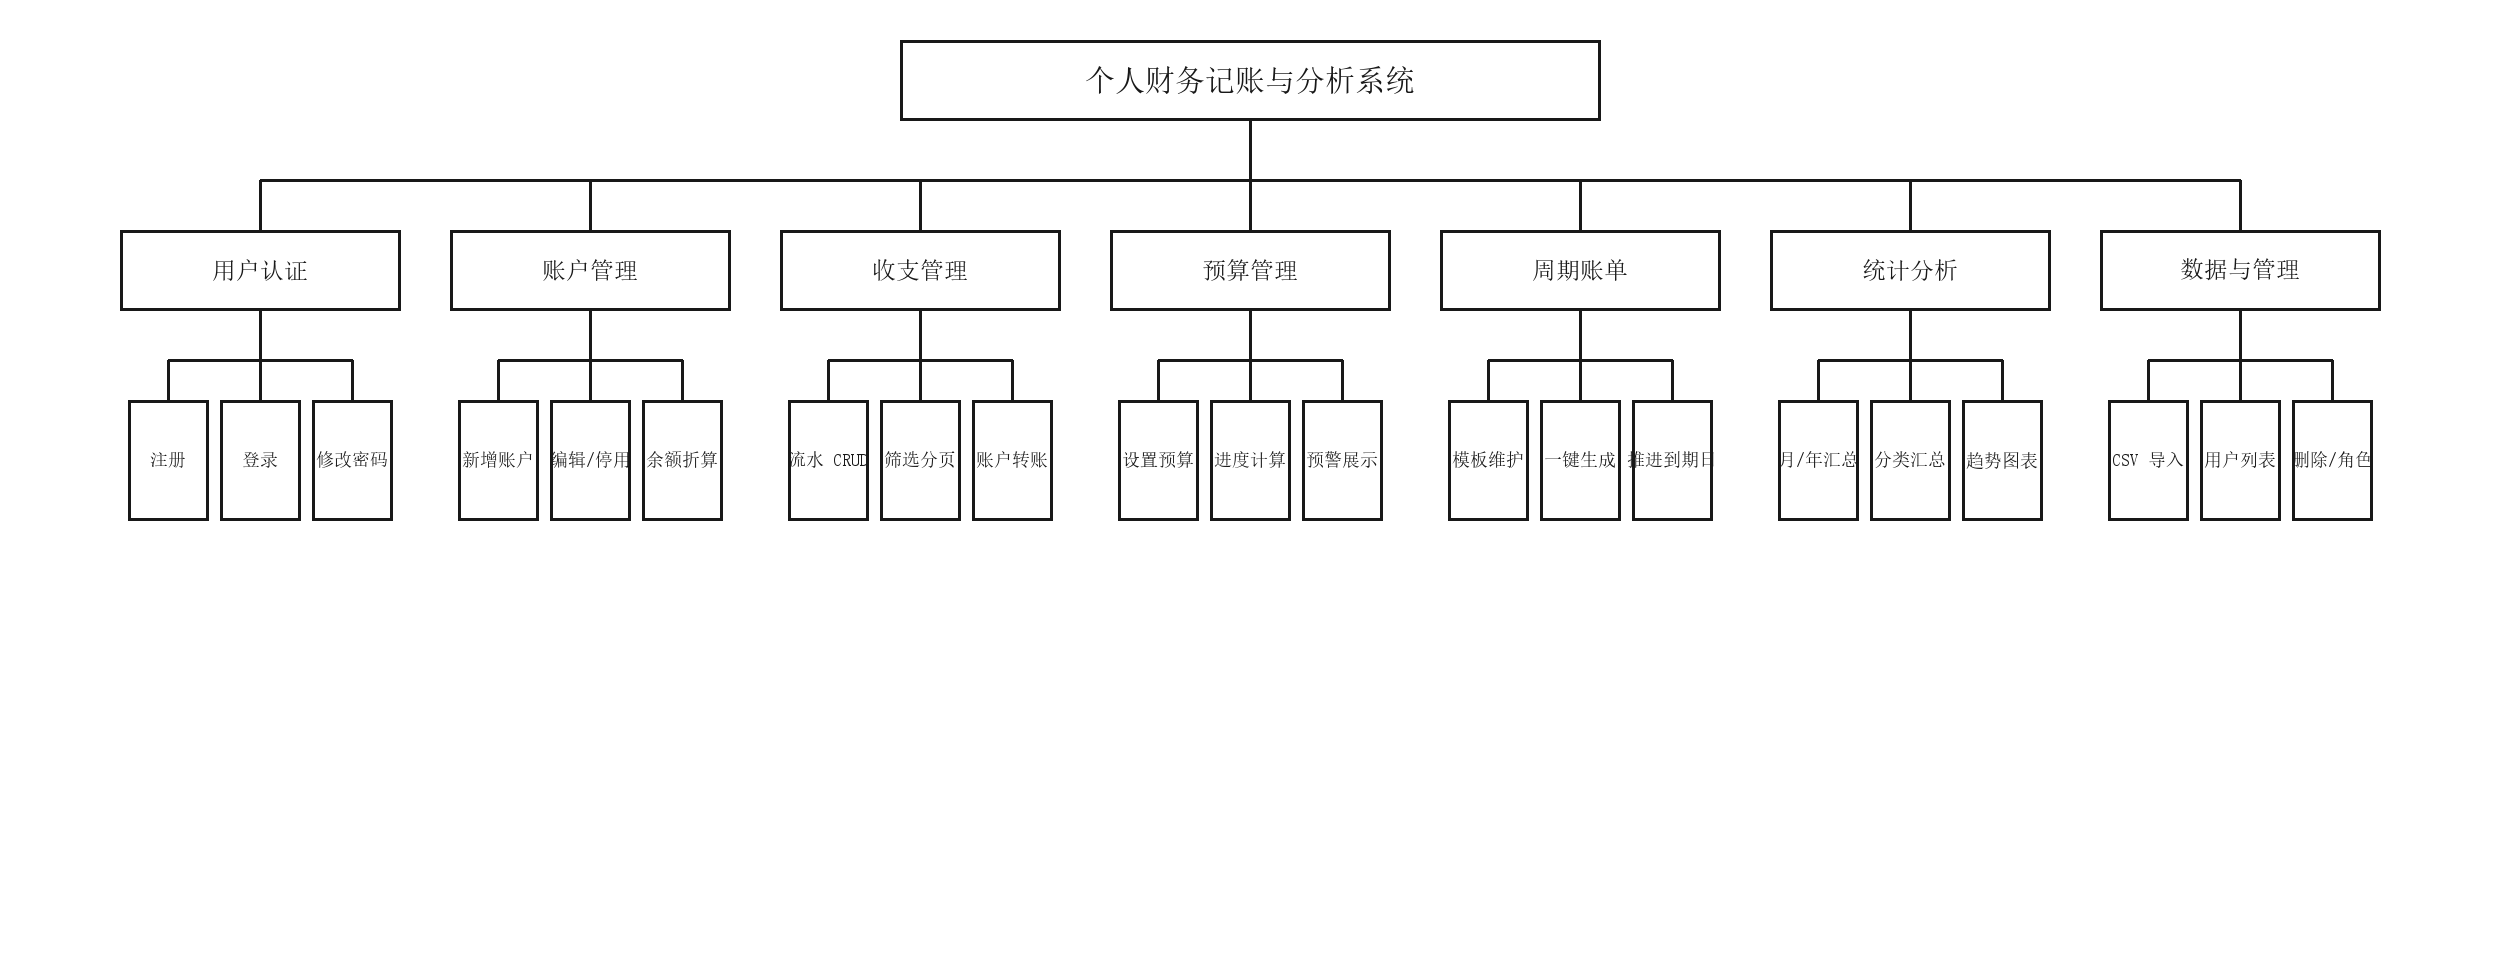 个人财务记账与分析系统
用户认证
账户管理
收支管理
预算管理
周期账单
统计分析
数据与管理
注册
登录
修改密码
新增账户
编辑/停用
余额折算
流水 CRUD
筛选分页
账户转账
设置预算
进度计算
预警展示
模板维护
一键生成
推进到期日
月/年汇总
分类汇总
趋势图表
CSV 导入
用户列表
删除/角色